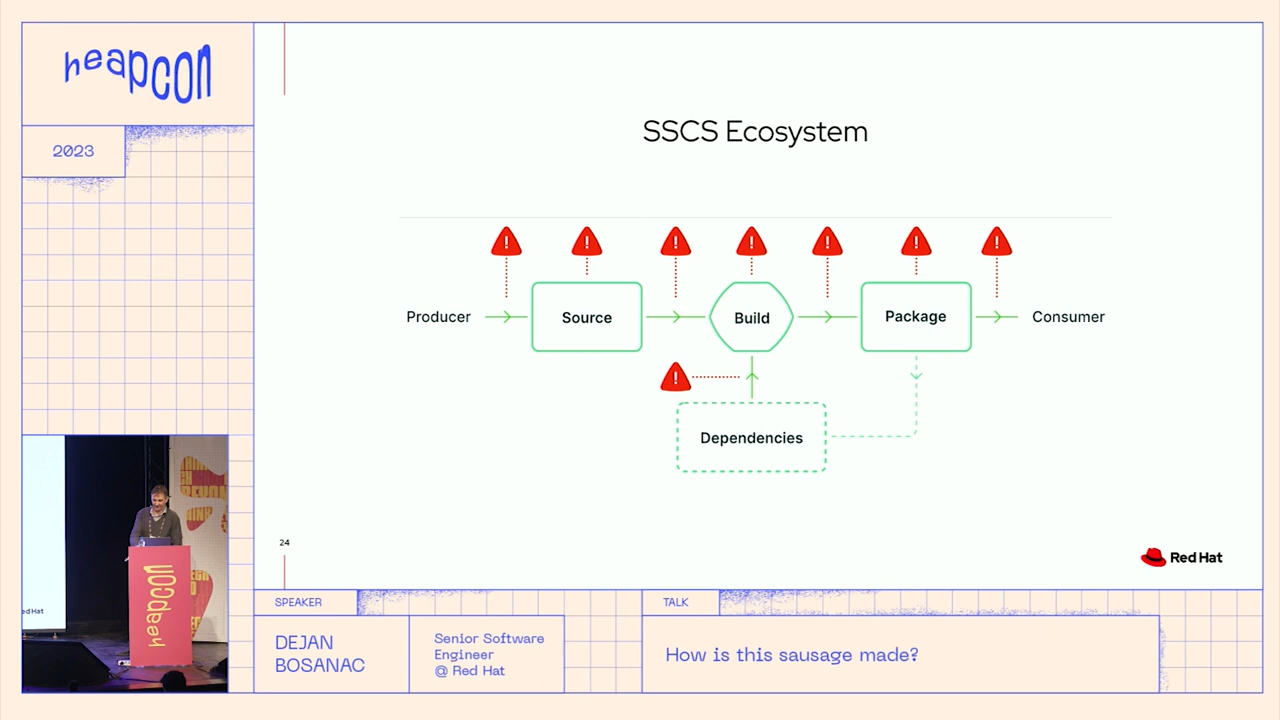 heapcon
2023
SSCS Ecosystem
!
!
!
!
!
!
!
Producer
Source
Build
Package
Consumer
!
Dependencies
24
Red Hat
heapcon
edHat
SPEAKER
DEJAN
BOSANAC
Senior Software
Engineer
@ Red Hat
TALK
How is this sausage made?